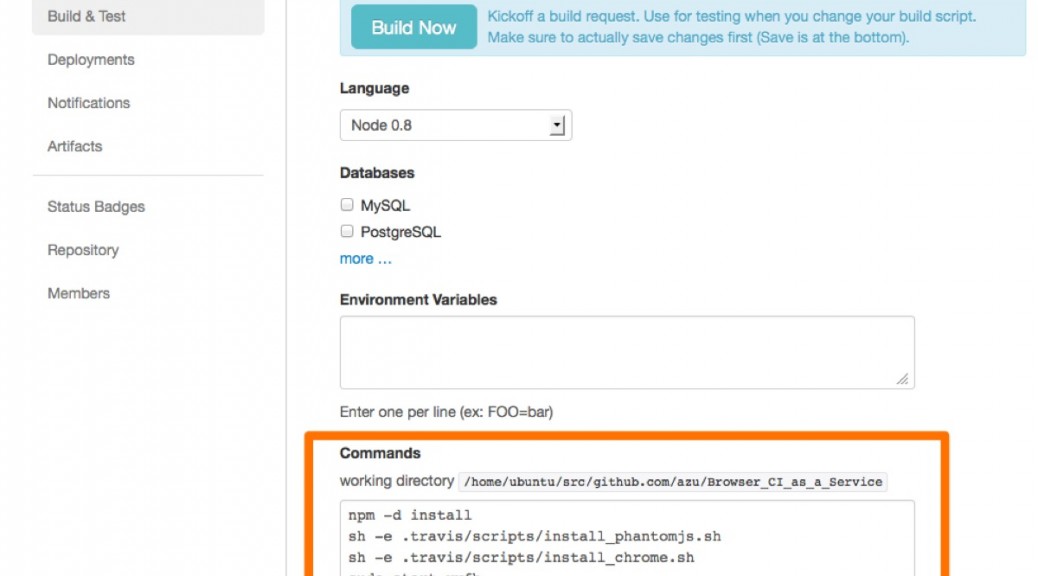 Build & Test
Deployments
Notifications
Artifacts
Status Badges
Repository
Members
Build Now
Kickoff a build request. Use for testing when you change your build script.
Make sure to actually save changes first (Save is at the bottom).
Language
Node 0.8
Databases
MySQL
PostgreSQL
more …
Environment Variables
Enter one per line (ex: FOO=bar)
Commands
working directory /home/ubuntu/src/github.com/azu/Browser_CI_as_a_Service
npm -d install
sh -e .travis/scripts/install_phantomjs.sh
sh -e .travis/scripts/install_chrome.sh